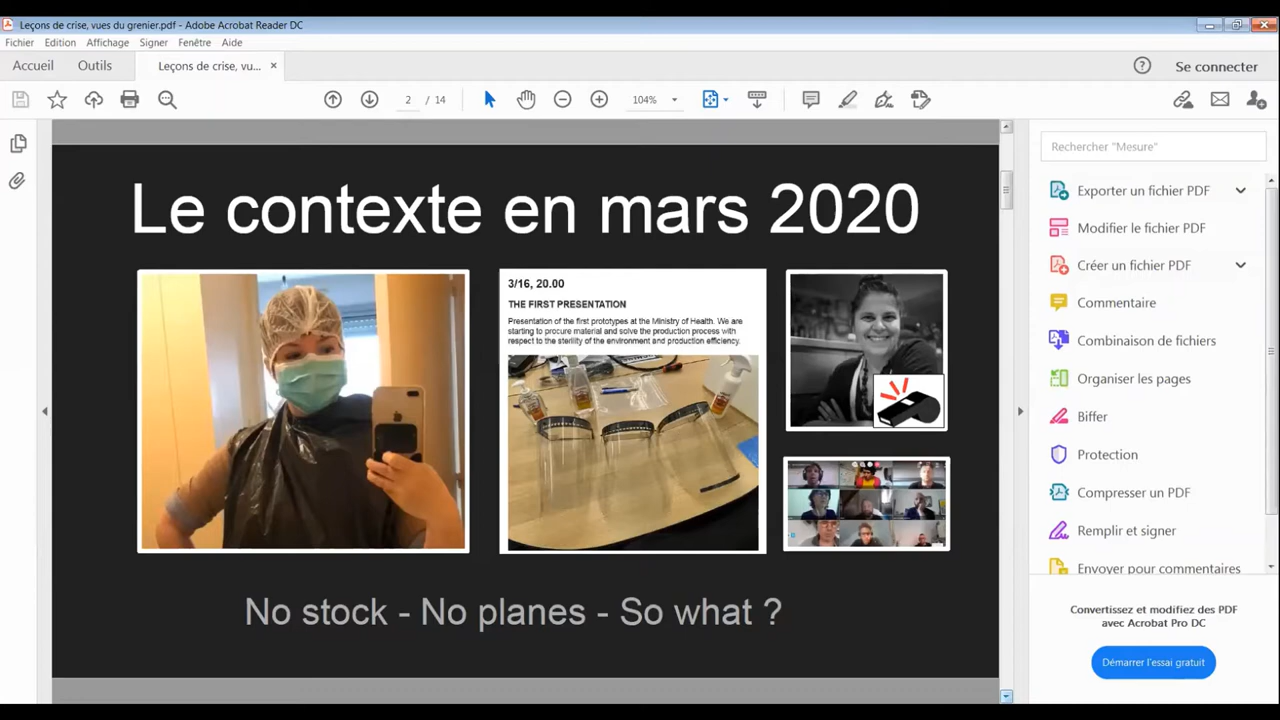 Leçons de crise, vues du grenier.pdf - Adobe Acrobat Reader DC
Fichier Edition Affichage Signer Fenêtre Aide
Accueil Outils Leçons de crise, vu... × Se connecter
2 / 14 104%
Rechercher "Mesure"
Exporter un fichier PDF
Modifier le fichier PDF
Créer un fichier PDF
Commentaire
Combinaison de fichiers
Organiser les pages
Biffer
Protection
Compresser un PDF
Remplir et signer
Envoyer pour commentaires
Convertissez et modifiez des PDF
avec Acrobat Pro DC
Démarrer l'essai gratuit
Le contexte en mars 2020
3/16, 20.00
THE FIRST PRESENTATION
Presentation of the first prototypes at the Ministry of Health. We are
starting to procure material and solve the production process with
respect to the sterility of the environment and production efficiency.
No stock - No planes - So what ?